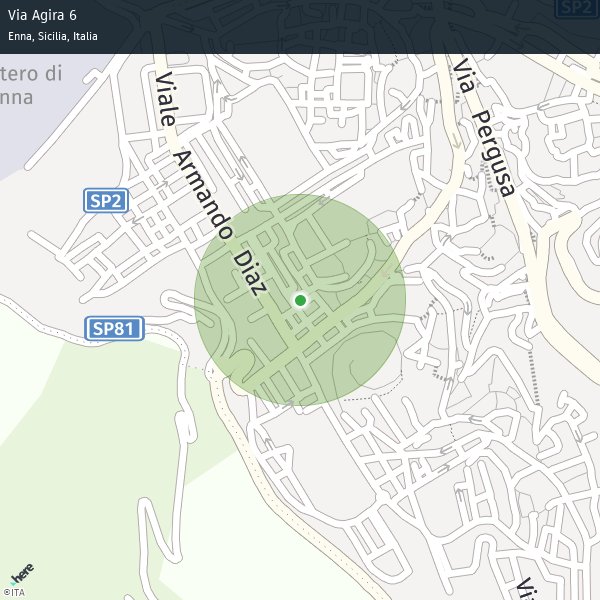 Via Agira 6
Enna, Sicilia, Italia
SP2
tero di
nna
Viale Armando Diaz
Via Pergusa
SP2
SP81
Via
here
©ITA